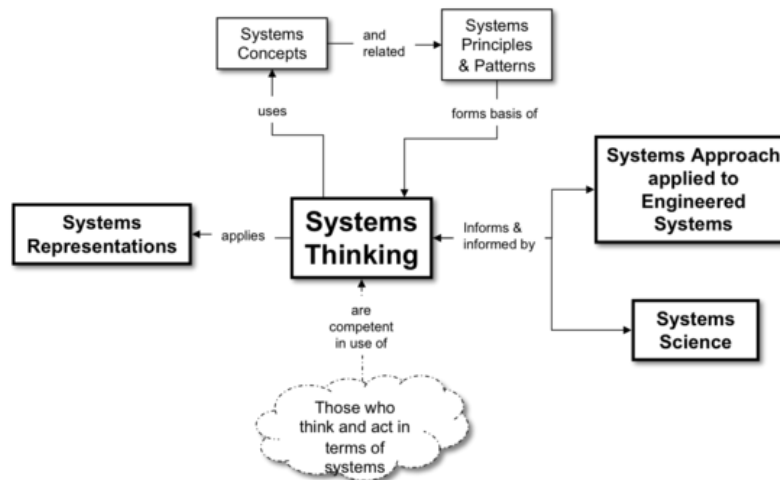 Systems
Concepts
and
related
Systems
Principles
& Patterns
uses
forms basis of
Systems Approach
applied to
Engineered
Systems
Systems
Representations
applies
Systems
Thinking
Informs &
informed by
Systems
Science
are
competent
in use of
Those who
think and act in
terms of
systems